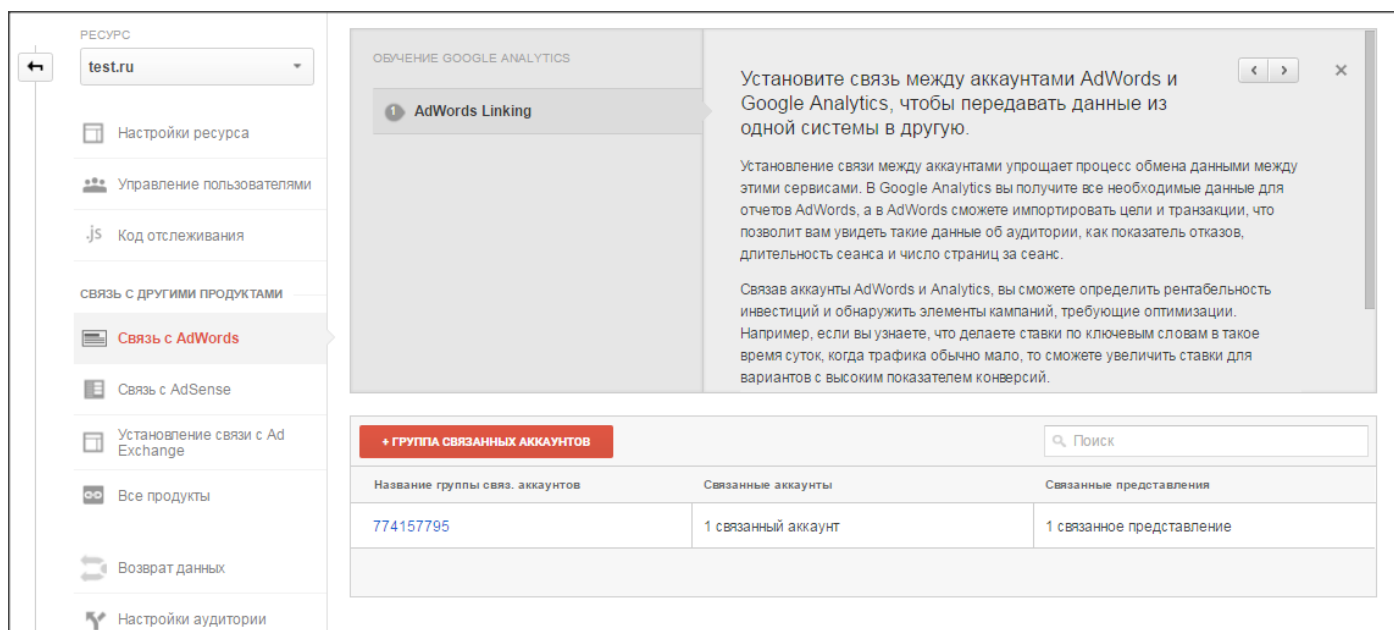 РЕСУРС
test.ru
Настройки ресурса
Управление пользователями
.js Код отслеживания
СВЯЗЬ С ДРУГИМИ ПРОДУКТАМИ
Связь с AdWords
Связь с AdSense
Установление связи с Ad
Exchange
Все продукты
Возврат данных
Настройки аудитории
ОБУЧЕНИЕ GOOGLE ANALYTICS
1 AdWords Linking
Установите связь между аккаунтами AdWords и
Google Analytics, чтобы передавать данные из
одной системы в другую.
Установление связи между аккаунтами упрощает процесс обмена данными между
этими сервисами. В Google Analytics вы получите все необходимые данные для
отчетов AdWords, а в AdWords сможете импортировать цели и транзакции, что
позволит вам увидеть такие данные об аудитории, как показатель отказов,
длительность сеанса и число страниц за сеанс.
Связав аккаунты AdWords и Analytics, вы сможете определить рентабельность
инвестиций и обнаружить элементы кампаний, требующие оптимизации.
Например, если вы узнаете, что делаете ставки по ключевым словам в такое
время суток, когда трафика обычно мало, то сможете увеличить ставки для
вариантов с высоким показателем конверсий.
+ ГРУППА СВЯЗАННЫХ АККАУНТОВ
Поиск
Название группы связ. аккаунтов Связанные аккаунты Связанные представления
774157795 1 связанный аккаунт 1 связанное представление